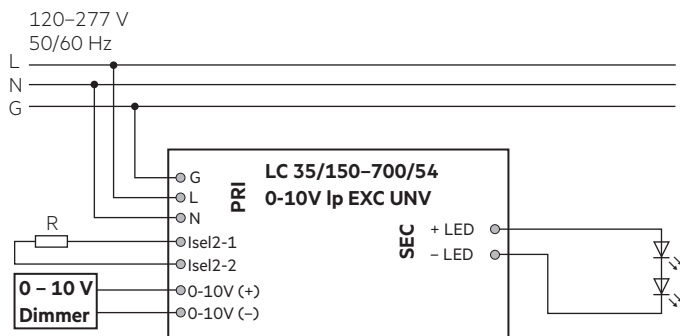 120–277 V
50/60 Hz
L
N
G
LC 35/150–700/54
0-10V lp EXC UNV
PRI
G
L
N
Isel2-1
Isel2-2
0-10V (+)
0-10V (–)
R
0 – 10 V
Dimmer
SEC
+ LED
– LED